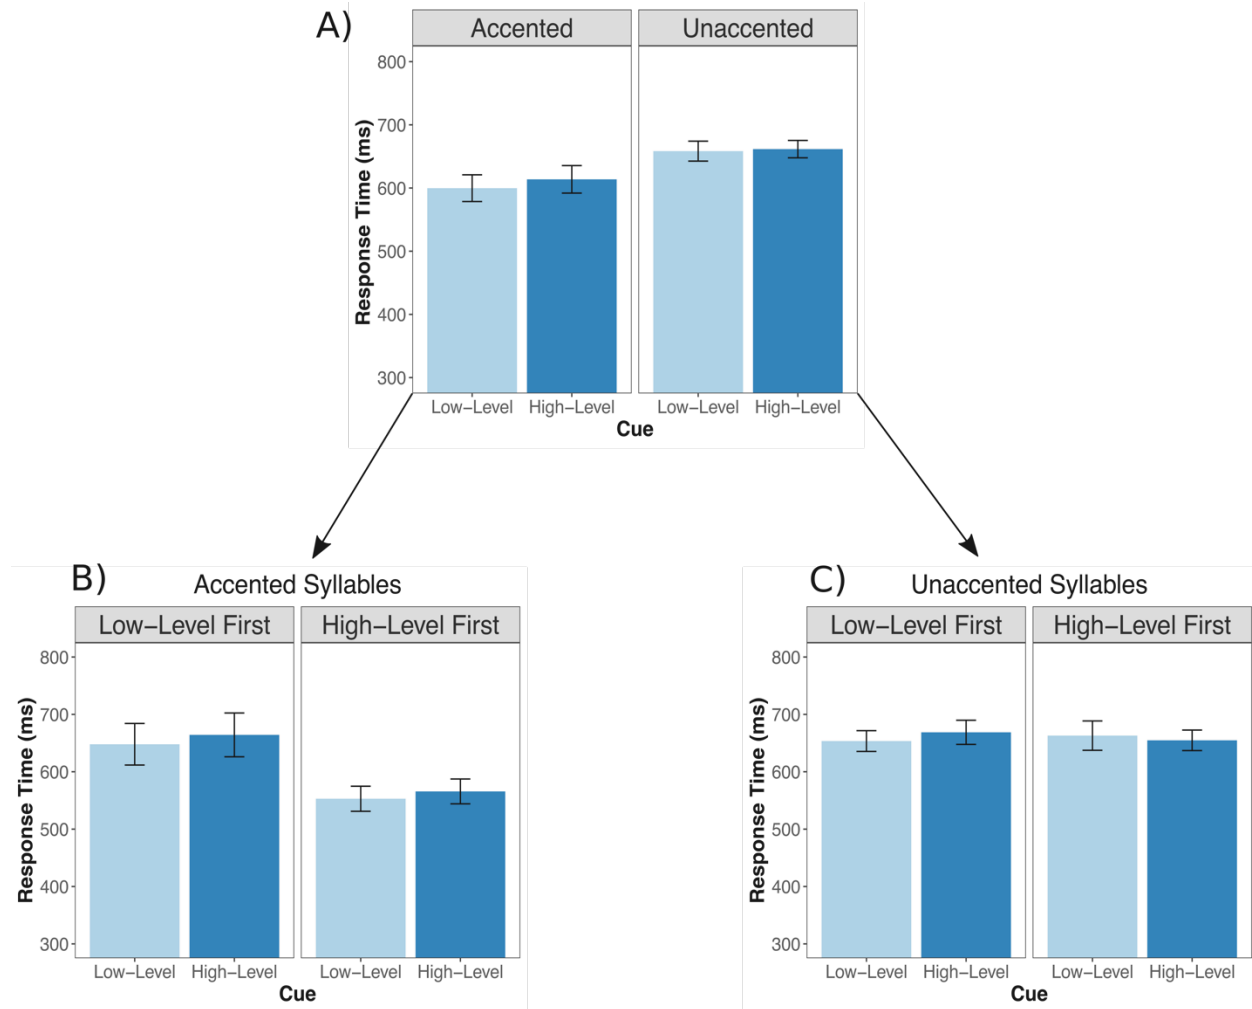 A)
Accented Unaccented
800
700
600
500
400
300
Response Time (ms)
Low–Level High–Level Low–Level High–Level
Cue
B) Accented Syllables
Low–Level First High–Level First
800
700
600
500
400
300
Response Time (ms)
Low–Level High–Level Low–Level High–Level
Cue
C) Unaccented Syllables
Low–Level First High–Level First
800
700
600
500
400
300
Response Time (ms)
Low–Level High–Level Low–Level High–Level
Cue